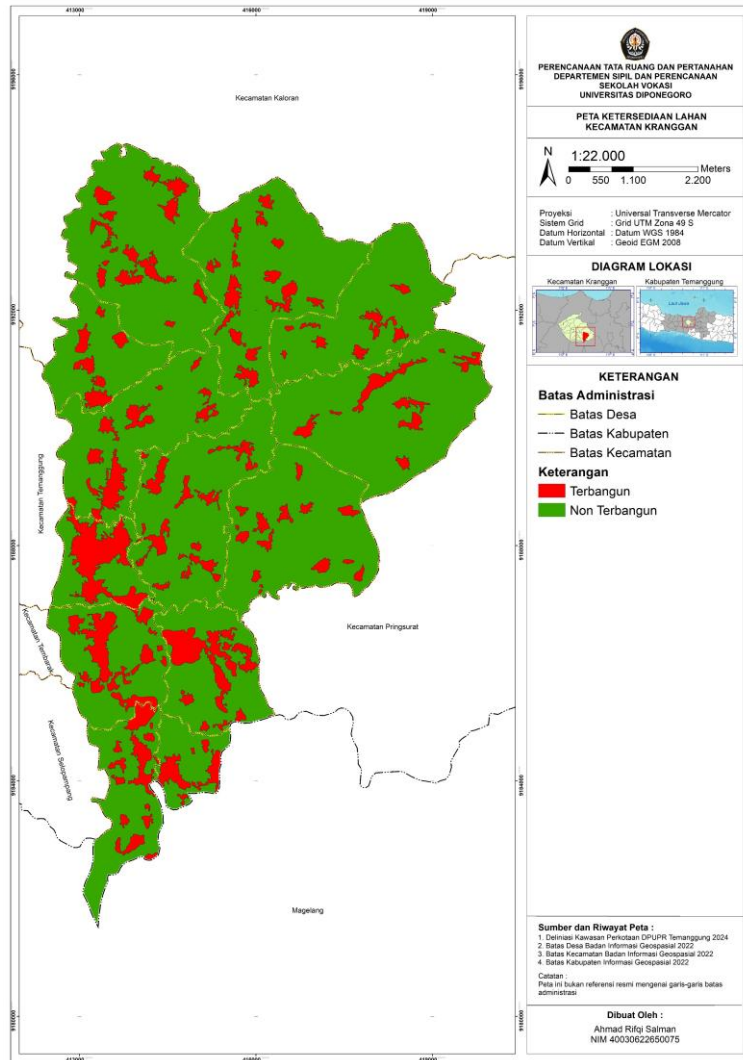 PERENCANAAN TATA RUANG DAN PERTANAHAN
DEPARTEMEN SIPIL DAN PERENCANAAN
SEKOLAH VOKASI
UNIVERSITAS DIPONEGORO
PETA KETERSEDIAAN LAHAN
KECAMATAN KRANGGAN
N
1:22.000
Meters
0 550 1.100 2.200
Proyeksi : Universal Transverse Mercator
Sistem Grid : Grid UTM Zona 49 S
Datum Horizontal : Datum WGS 1984
Datum Vertikal : Geoid EGM 2008
DIAGRAM LOKASI
Kecamatan Kranggan
Kabupaten Temanggung
Laut Jawa
KETERANGAN
Batas Administrasi
Batas Desa
Batas Kabupaten
Batas Kecamatan
Keterangan
Terbangun
Non Terbangun
Sumber dan Riwayat Peta :
1. Deliniasi Kawasan Perkotaan DPUPR Temanggung 2024
2. Batas Desa Badan Informasi Geospasial 2022
3. Batas Kecamatan Badan Informasi Geospasial 2022
4. Batas Kabupaten Informasi Geospasial 2022
Catatan :
Peta ini bukan referensi resmi mengenai garis-garis batas
administrasi
Dibuat Oleh :
Ahmad Rifqi Salman
NIM 40030622650075
413000
416000
419000
Kecamatan Kaloran
Kecamatan Temanggung
Kecamatan Tembarak
Kecamatan Selopampang
Kecamatan Pringsurat
Magelang